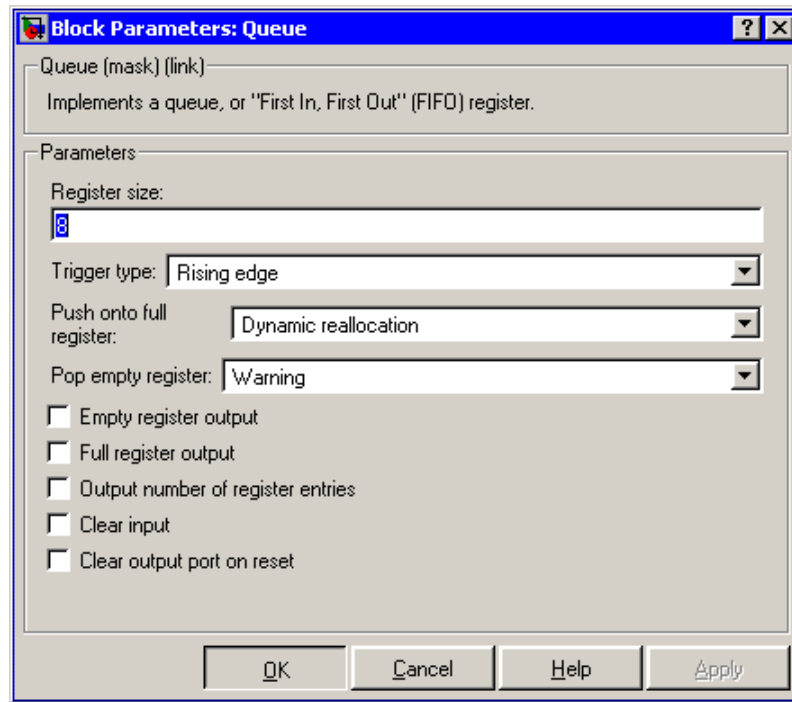 Block Parameters: Queue
? X
Queue (mask) (link)
Implements a queue, or "First In, First Out" (FIFO) register.
Parameters
Register size:
8
Trigger type: Rising edge
Push onto full
register:
Dynamic reallocation
Pop empty register: Warning
Empty register output
Full register output
Output number of register entries
Clear input
Clear output port on reset
OK Cancel Help Apply